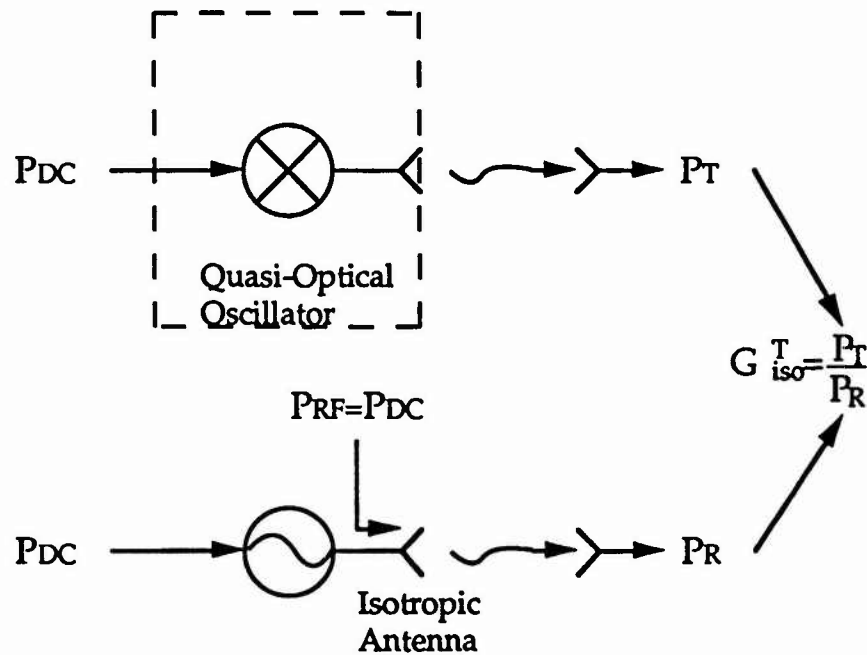 PDC
PT
Quasi-Optical
Oscillator
G T iso = PT
PR
PRF=PDC
PDC
PR
Isotropic
Antenna